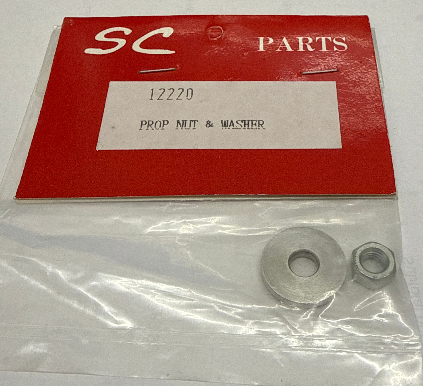 SC PARTS
12220
PROP NUT & WASHER